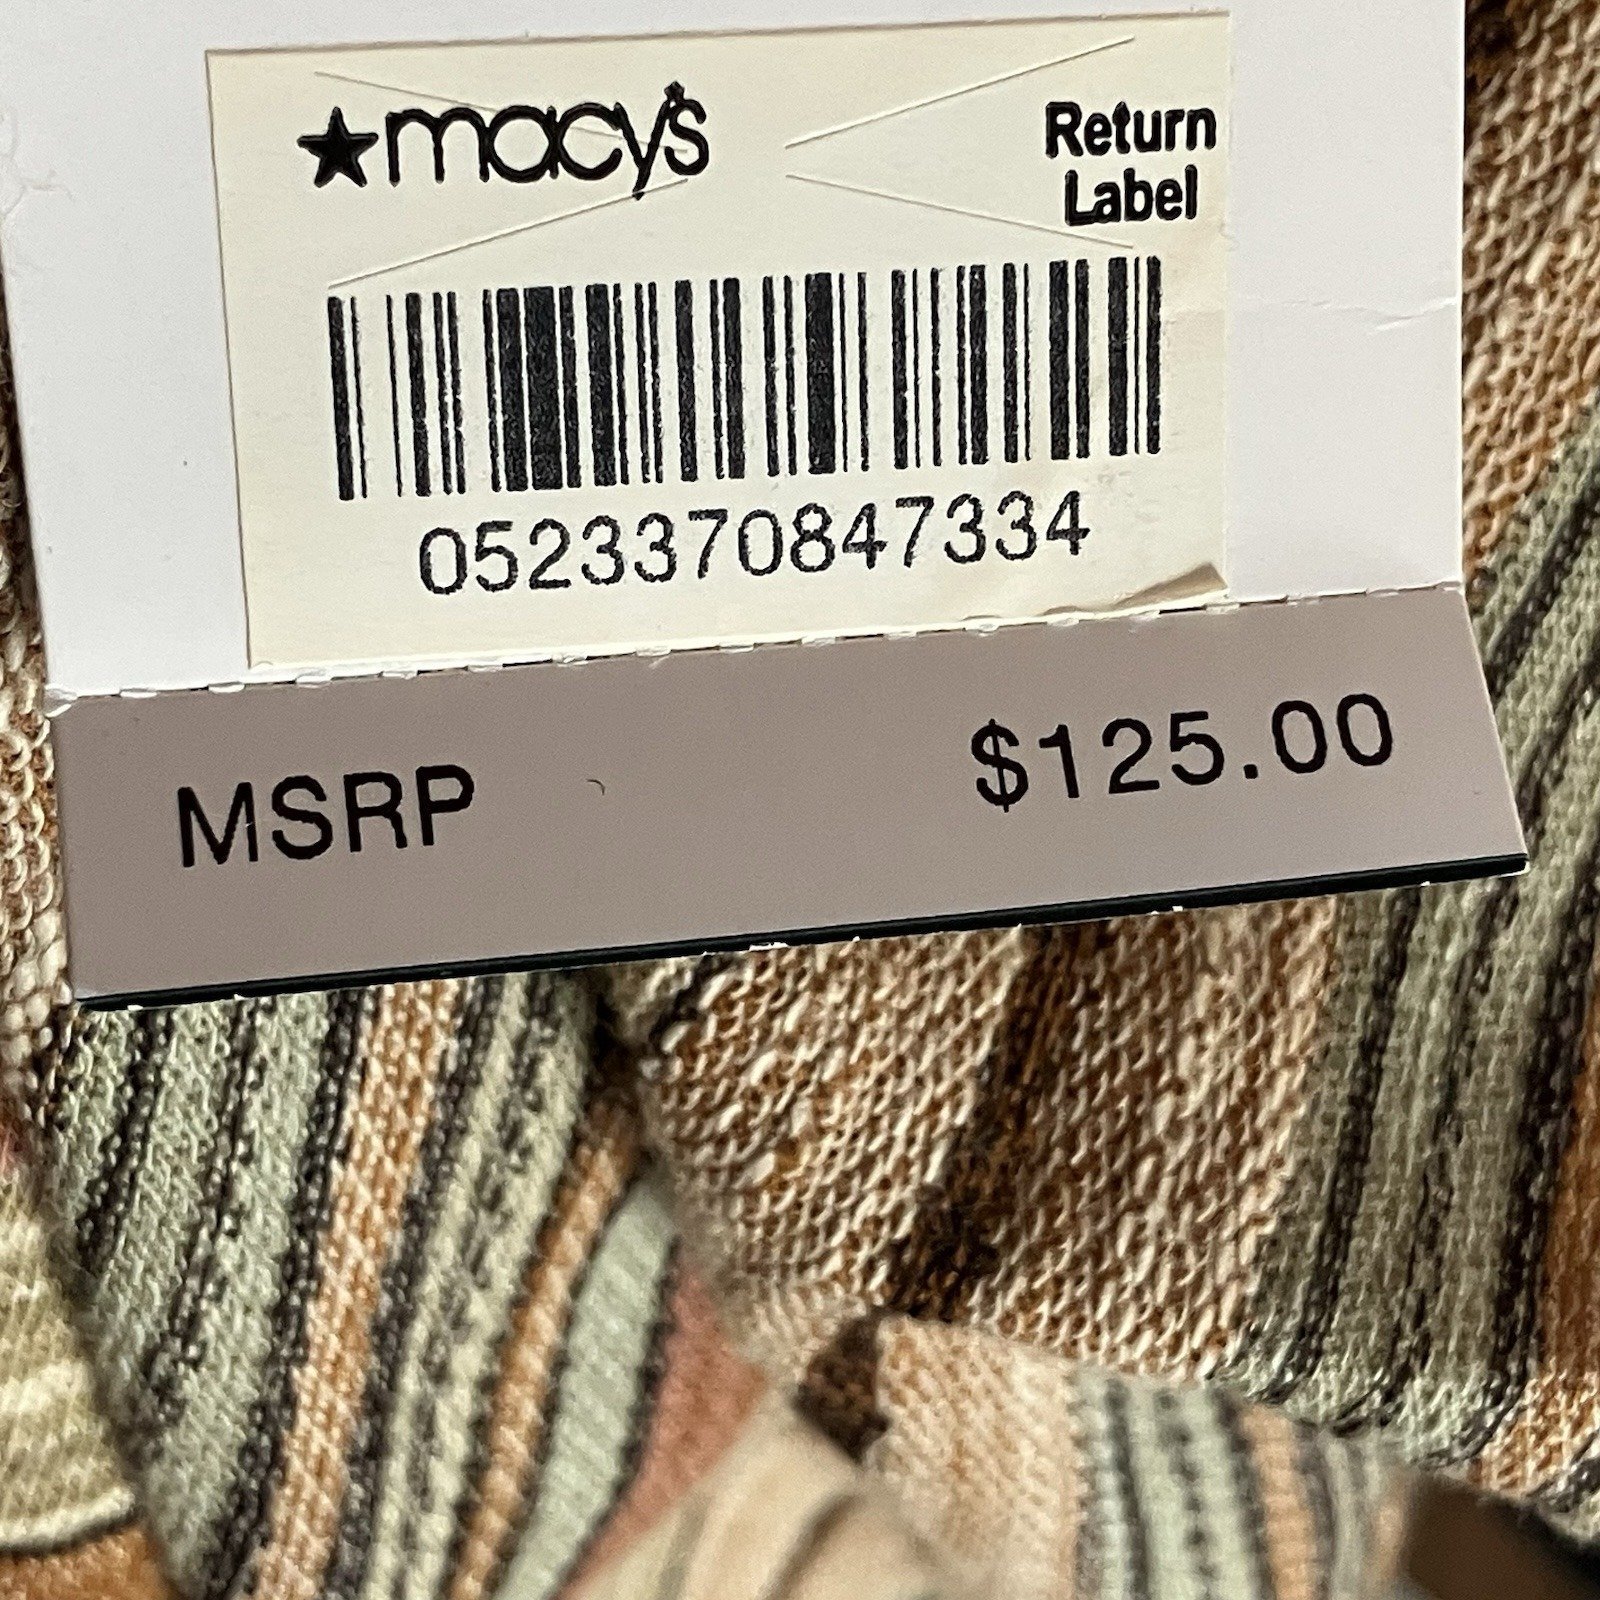 ★macy's
Return
Label
0523370847334
MSRP $125.00